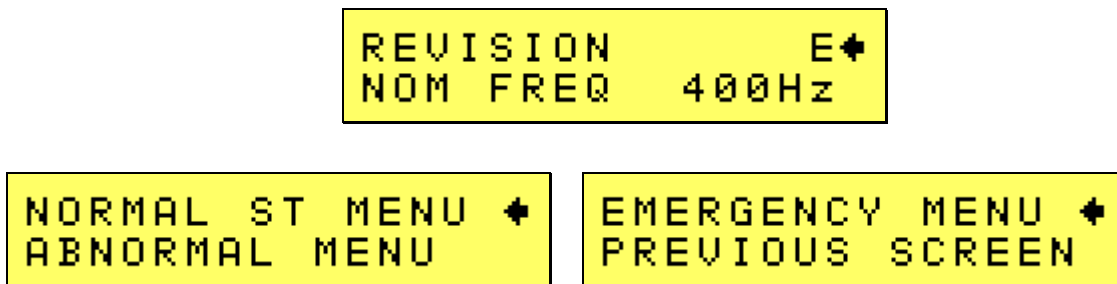 REVISION E←
NOM FREQ 400Hz
NORMAL ST MENU ←
ABNORMAL MENU
EMERGENCY MENU ←
PREVIOUS SCREEN